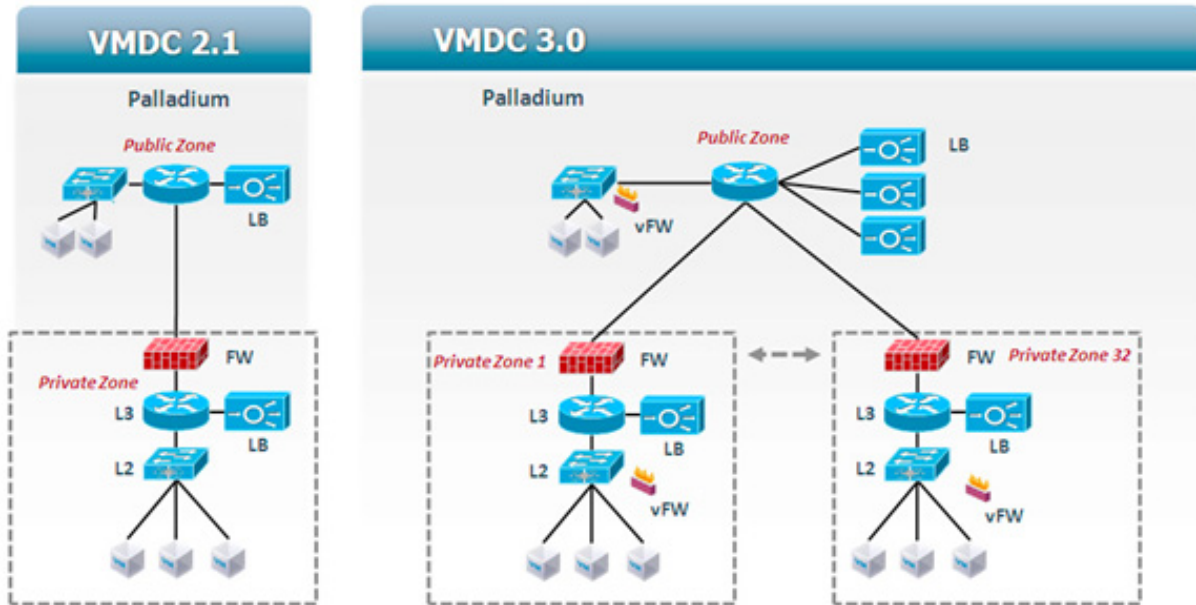 VMDC 2.1
Palladium
Public Zone
LB
FW
Private Zone
L3
LB
L2
VMDC 3.0
Palladium
Public Zone
LB
vFW
Private Zone 1
FW
L3
LB
L2
vFW
FW
Private Zone 32
L3
LB
L2
vFW